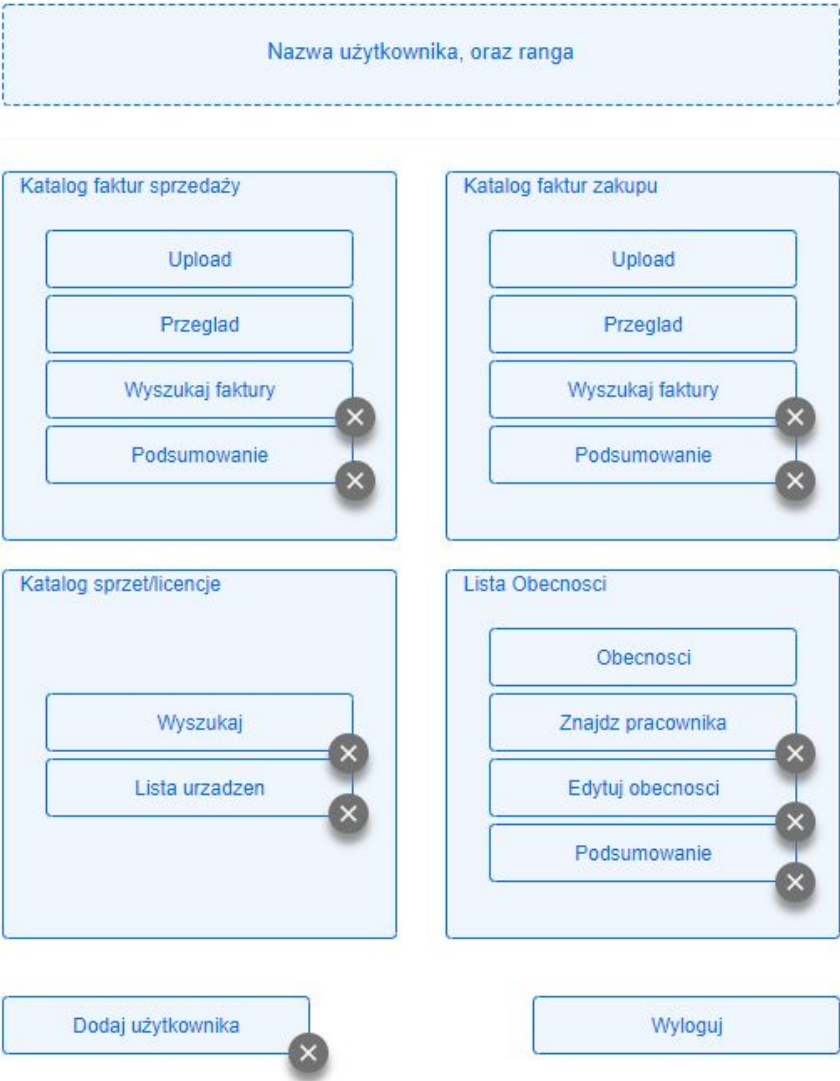 Nazwa użytkownika, oraz ranga
Katalog faktur sprzedaży
Upload
Przeglad
Wyszukaj faktury
Podsumowanie
Katalog faktur zakupu
Upload
Przeglad
Wyszukaj faktury
Podsumowanie
Katalog sprzet/licencje
Wyszukaj
Lista urzadzen
Lista Obecnosci
Obecnosci
Znajdz pracownika
Edytuj obecnosci
Podsumowanie
Dodaj użytkownika
Wyloguj